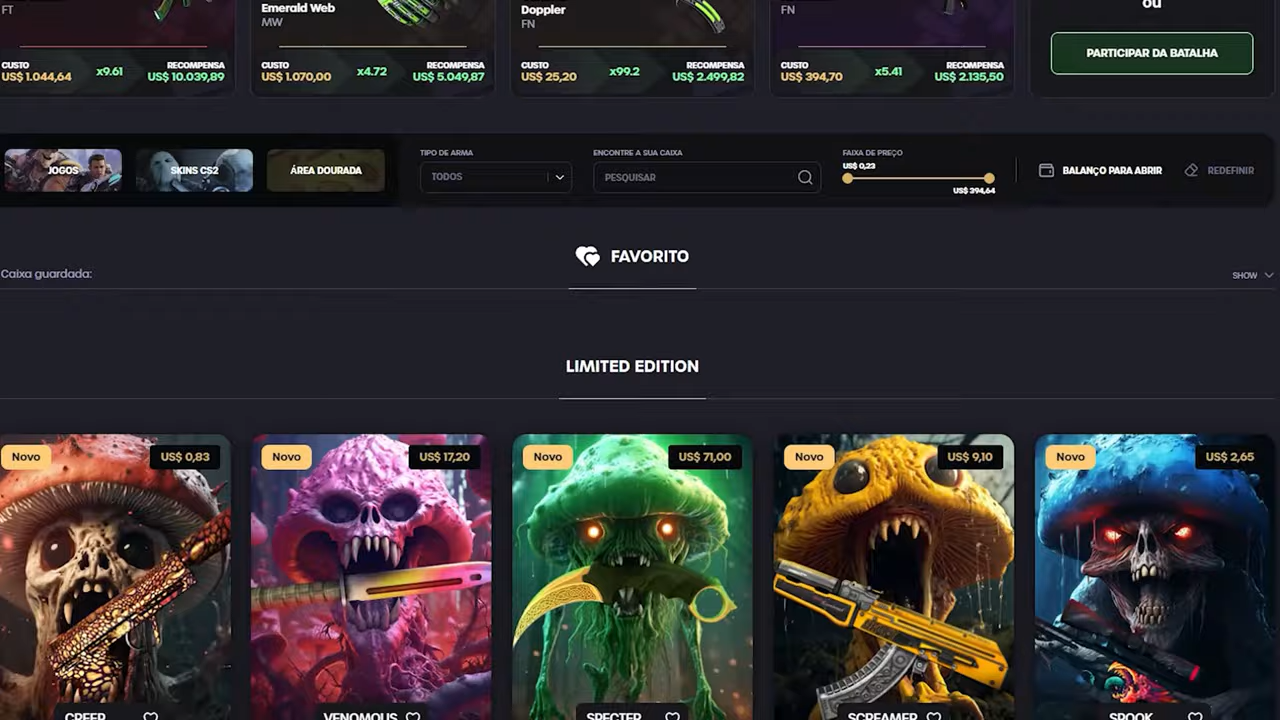 FT
Emerald Web
MW
Doppler
FN
FN
ou
CUSTO
US$ 1.044,64
x9.61
RECOMPENSA
US$ 10.039,89
CUSTO
US$ 1.070,00
x4.72
RECOMPENSA
US$ 5.049,87
CUSTO
US$ 25,20
x99.2
RECOMPENSA
US$ 2.499,82
CUSTO
US$ 394,70
x5.41
RECOMPENSA
US$ 2.135,50
PARTICIPAR DA BATALHA
JOGOS
SKINS CS2
ÁREA DOURADA
TIPO DE ARMA
TODOS
ENCONTRE A SUA CAIXA
PESQUISAR
FAIXA DE PREÇO
US$ 0,23
US$ 394,64
BALANÇO PARA ABRIR
REDEFINIR
FAVORITO
Caixa guardada:
SHOW
LIMITED EDITION
Novo
US$ 0,83
Novo
US$ 17,20
Novo
US$ 71,00
Novo
US$ 9,10
Novo
US$ 2,65
CREEP
VENOMOUS
SPECTER
SCREAMER
SPOOK